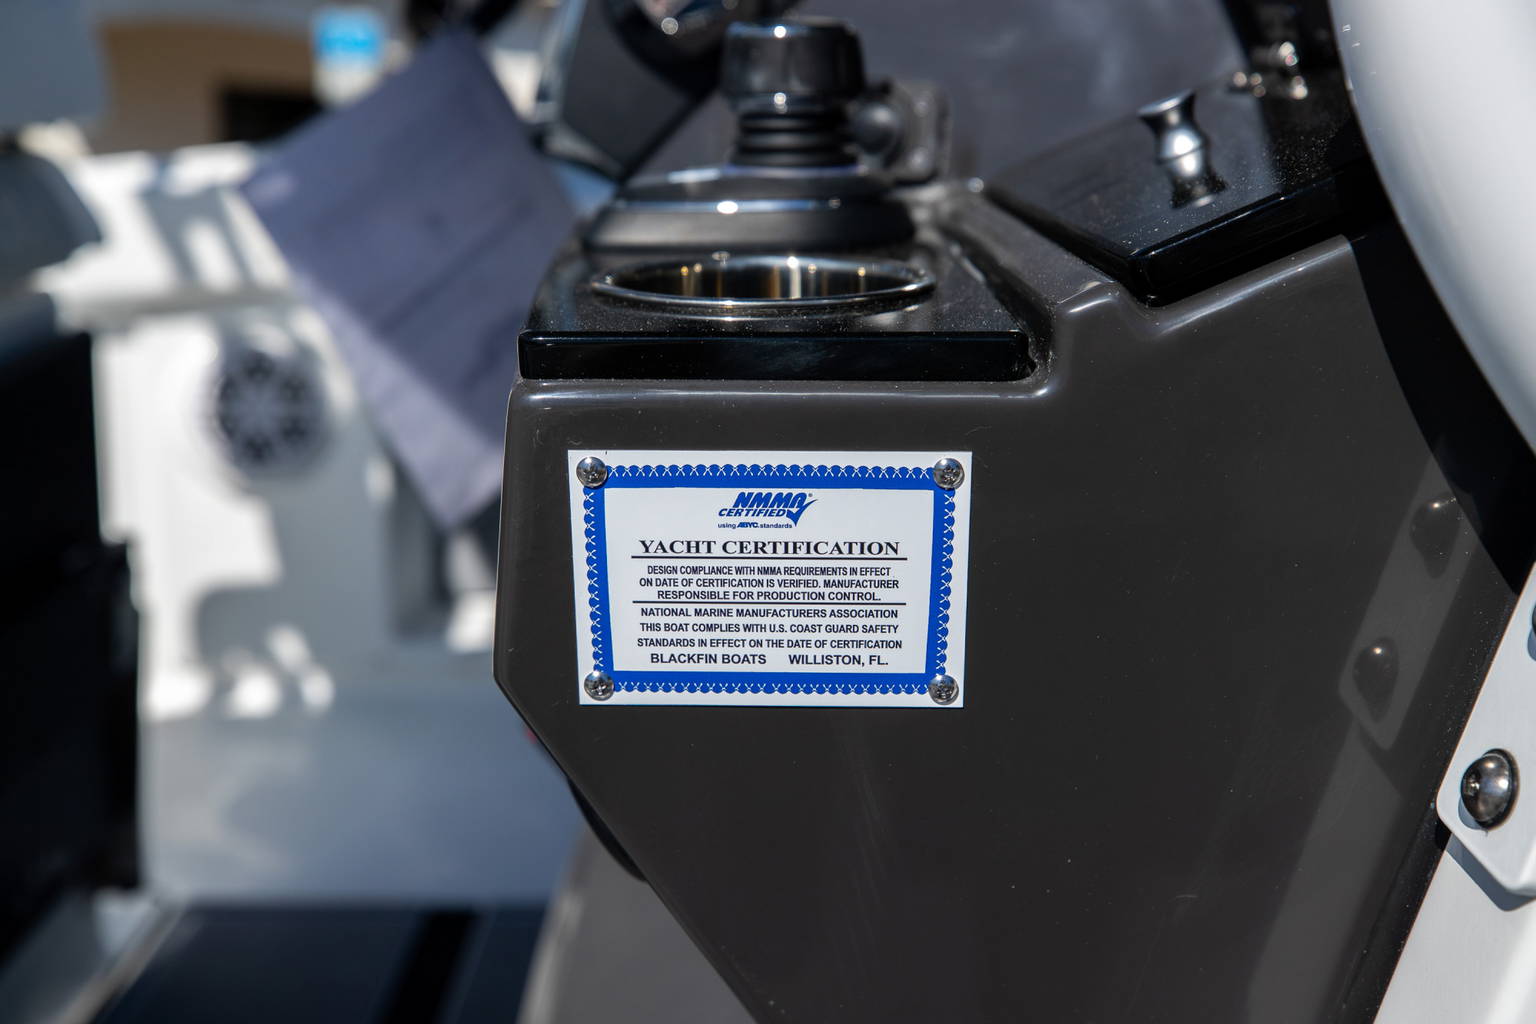 NMMA®
CERTIFIED
using ABYC standards
YACHT CERTIFICATION
DESIGN COMPLIANCE WITH NMMA REQUIREMENTS IN EFFECT
ON DATE OF CERTIFICATION IS VERIFIED. MANUFACTURER
RESPONSIBLE FOR PRODUCTION CONTROL.
NATIONAL MARINE MANUFACTURERS ASSOCIATION
THIS BOAT COMPLIES WITH U.S. COAST GUARD SAFETY
STANDARDS IN EFFECT ON THE DATE OF CERTIFICATION
BLACKFIN BOATS WILLISTON, FL.